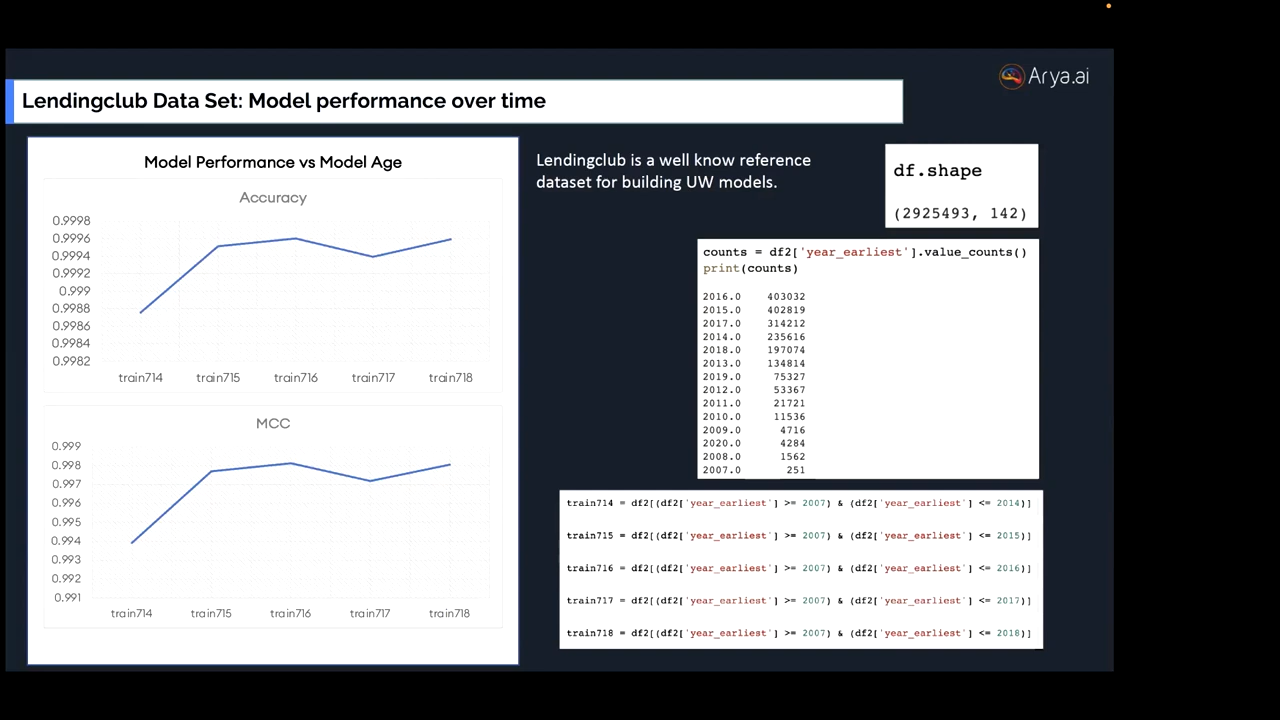 Arya.ai
Lendingclub Data Set: Model performance over time
Model Performance vs Model Age
Accuracy
0.9998
0.9996
0.9994
0.9992
0.999
0.9988
0.9986
0.9984
0.9982
train714 train715 train716 train717 train718
MCC
0.999
0.998
0.997
0.996
0.995
0.994
0.993
0.992
0.991
train714 train715 train716 train717 train718
Lendingclub is a well know reference
dataset for building UW models.
df.shape
(2925493, 142)
counts = df2['year_earliest'].value_counts()
print(counts)
2016.0 403032
2015.0 402819
2017.0 314212
2014.0 235616
2018.0 197074
2013.0 134814
2019.0 75327
2012.0 53367
2011.0 21721
2010.0 11536
2009.0 4716
2020.0 4284
2008.0 1562
2007.0 251
train714 = df2[(df2['year_earliest'] >= 2007) & (df2['year_earliest'] <= 2014)]
train715 = df2[(df2['year_earliest'] >= 2007) & (df2['year_earliest'] <= 2015)]
train716 = df2[(df2['year_earliest'] >= 2007) & (df2['year_earliest'] <= 2016)]
train717 = df2[(df2['year_earliest'] >= 2007) & (df2['year_earliest'] <= 2017)]
train718 = df2[(df2['year_earliest'] >= 2007) & (df2['year_earliest'] <= 2018)]